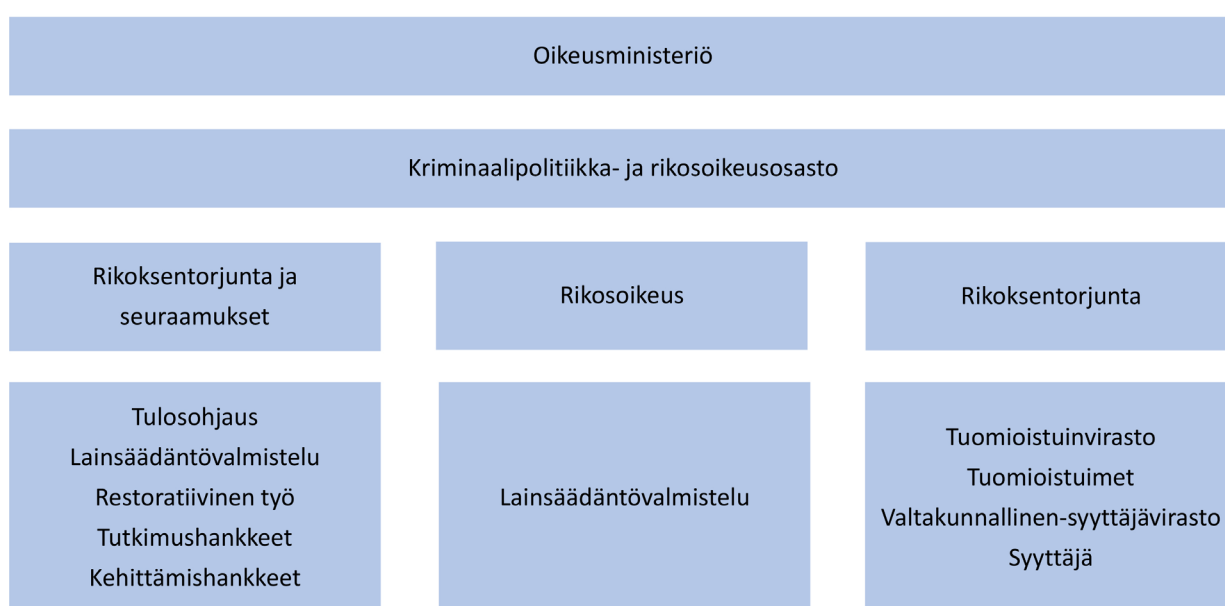 Oikeusministeriö
Kriminaalipolitiikka- ja rikosoikeusosasto
Rikoksentorjunta ja
seuraamukset
Rikosoikeus
Rikoksentorjunta
Tulosohjaus
Lainsäädäntövalmistelu
Restoratiivinen työ
Tutkimushankkeet
Kehittämishankkeet
Lainsäädäntövalmistelu
Tuomioistuinvirasto
Tuomioistuimet
Valtakunnallinen-syyttäjävirasto
Syyttäjä